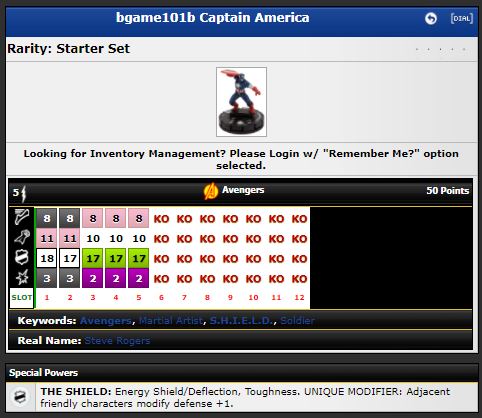 bgame101b Captain America
[DIAL]
Rarity: Starter Set
Looking for Inventory Management? Please Login w/ "Remember Me?" option
selected.
5 Avengers 50 Points
8 8 8 8 8 KO KO KO KO KO KO KO
11 11 10 10 10 KO KO KO KO KO KO KO
18 17 17 17 17 KO KO KO KO KO KO KO
3 3 2 2 2 KO KO KO KO KO KO KO
SLOT 1 2 3 4 5 6 7 8 9 10 11 12
Keywords: Avengers, Martial Artist, S.H.I.E.L.D., Soldier
Real Name: Steve Rogers
Special Powers
THE SHIELD: Energy Shield/Deflection, Toughness. UNIQUE MODIFIER: Adjacent
friendly characters modify defense +1.